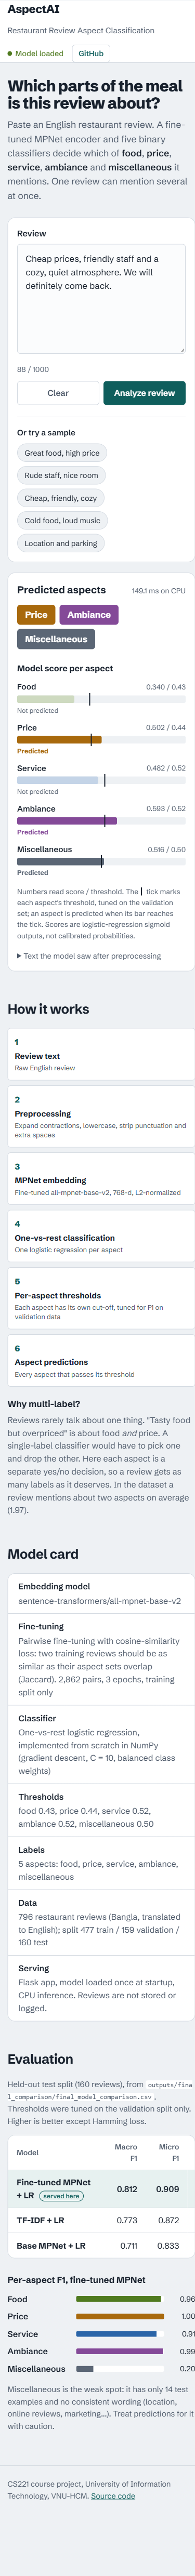 AspectAI
Restaurant Review Aspect Classification
Model loaded
GitHub
Which parts of the meal
is this review about?
Paste an English restaurant review. A fine-
tuned MPNet encoder and five binary
classifiers decide which of food, price,
service, ambiance and miscellaneous it
mentions. One review can mention several
at once.
Review
Cheap prices, friendly staff and a
cozy, quiet atmosphere. We will
definitely come back.
88 / 1000
Clear
Analyze review
Or try a sample
Great food, high price
Rude staff, nice room
Cheap, friendly, cozy
Cold food, loud music
Location and parking
Predicted aspects
149.1 ms on CPU
Price
Ambiance
Miscellaneous
Model score per aspect
Food 0.340 / 0.43
Not predicted
Price 0.502 / 0.44
Predicted
Service 0.482 / 0.52
Not predicted
Ambiance 0.593 / 0.52
Predicted
Miscellaneous 0.516 / 0.50
Predicted
Numbers read score / threshold. The | tick marks
each aspect's threshold, tuned on the validation
set; an aspect is predicted when its bar reaches
the tick. Scores are logistic-regression sigmoid
outputs, not calibrated probabilities.
Text the model saw after preprocessing
How it works
1
Review text
Raw English review
2
Preprocessing
Expand contractions, lowercase, strip punctuation and
extra spaces
3
MPNet embedding
Fine-tuned all-mpnet-base-v2, 768-d, L2-normalized
4
One-vs-rest classification
One logistic regression per aspect
5
Per-aspect thresholds
Each aspect has its own cut-off, tuned for F1 on
validation data
6
Aspect predictions
Every aspect that passes its threshold
Why multi-label?
Reviews rarely talk about one thing. "Tasty food
but overpriced" is about food and price. A
single-label classifier would have to pick one
and drop the other. Here each aspect is a
separate yes/no decision, so a review gets as
many labels as it deserves. In the dataset a
review mentions about two aspects on average
(1.97).
Model card
Embedding model
sentence-transformers/all-mpnet-base-v2
Fine-tuning
Pairwise fine-tuning with cosine-similarity
loss: two training reviews should be as
similar as their aspect sets overlap
(Jaccard). 2,862 pairs, 3 epochs, training
split only
Classifier
One-vs-rest logistic regression,
implemented from scratch in NumPy
(gradient descent, C = 10, balanced class
weights)
Thresholds
food 0.43, price 0.44, service 0.52,
ambiance 0.52, miscellaneous 0.50
Labels
5 aspects: food, price, service, ambiance,
miscellaneous
Data
796 restaurant reviews (Bangla, translated
to English); split 477 train / 159 validation /
160 test
Serving
Flask app, model loaded once at startup,
CPU inference. Reviews are not stored or
logged.
Evaluation
Held-out test split (160 reviews), from outputs/fina
l_comparison/final_model_comparison.csv.
Thresholds were tuned on the validation split only.
Higher is better except Hamming loss.
Model Macro F1 Micro F1
Fine-tuned MPNet + LR served here 0.812 0.909
TF-IDF + LR 0.773 0.872
Base MPNet + LR 0.711 0.833
Per-aspect F1, fine-tuned MPNet
Food 0.96
Price 1.00
Service 0.91
Ambiance 0.99
Miscellaneous 0.20
Miscellaneous is the weak spot: it has only 14 test
examples and no consistent wording (location,
online reviews, marketing...). Treat predictions for it
with caution.
CS221 course project, University of Information
Technology, VNU-HCM. Source code